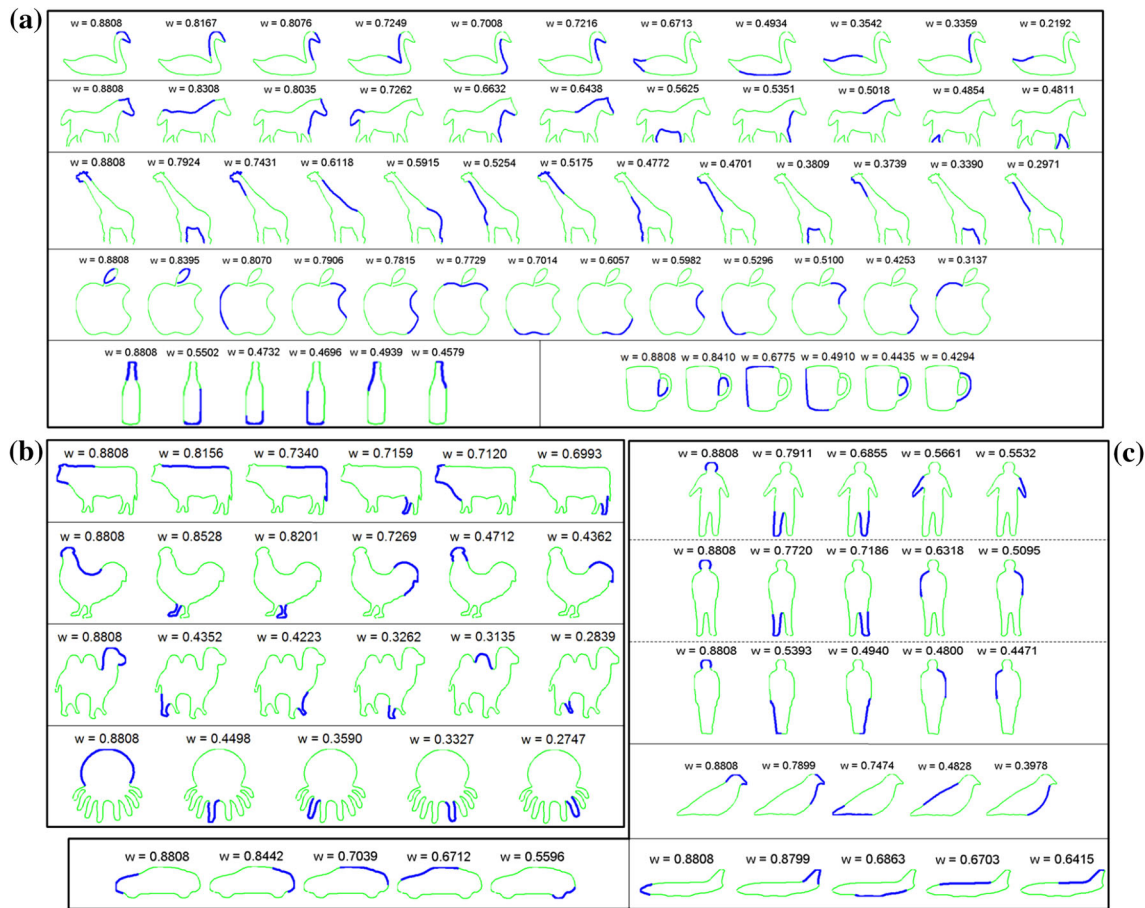 (a)
w = 0.8808 w = 0.8167 w = 0.8076 w = 0.7249 w = 0.7008 w = 0.7216 w = 0.6713 w = 0.4934 w = 0.3542 w = 0.3359 w = 0.2192
w = 0.8808 w = 0.8308 w = 0.8035 w = 0.7262 w = 0.6632 w = 0.6438 w = 0.5625 w = 0.5351 w = 0.5018 w = 0.4854 w = 0.4811
w = 0.8808 w = 0.7924 w = 0.7431 w = 0.6118 w = 0.5915 w = 0.5254 w = 0.5175 w = 0.4772 w = 0.4701 w = 0.3809 w = 0.3739 w = 0.3390 w = 0.2971
w = 0.8808 w = 0.8395 w = 0.8070 w = 0.7906 w = 0.7815 w = 0.7729 w = 0.7014 w = 0.6057 w = 0.5982 w = 0.5296 w = 0.5100 w = 0.4253 w = 0.3137
w = 0.8808 w = 0.5502 w = 0.4732 w = 0.4696 w = 0.4939 w = 0.4579
w = 0.8808 w = 0.8410 w = 0.6775 w = 0.4910 w = 0.4435 w = 0.4294
(b)
w = 0.8808 w = 0.8156 w = 0.7340 w = 0.7159 w = 0.7120 w = 0.6993
w = 0.8808 w = 0.8528 w = 0.8201 w = 0.7269 w = 0.4712 w = 0.4362
w = 0.8808 w = 0.4352 w = 0.4223 w = 0.3262 w = 0.3135 w = 0.2839
w = 0.8808 w = 0.4498 w = 0.3590 w = 0.3327 w = 0.2747
w = 0.8808 w = 0.8442 w = 0.7039 w = 0.6712 w = 0.5596
(c)
w = 0.8808 w = 0.7911 w = 0.6855 w = 0.5661 w = 0.5532
w = 0.8808 w = 0.7720 w = 0.7186 w = 0.6318 w = 0.5095
w = 0.8808 w = 0.5393 w = 0.4940 w = 0.4800 w = 0.4471
w = 0.8808 w = 0.7899 w = 0.7474 w = 0.4828 w = 0.3978
w = 0.8808 w = 0.8799 w = 0.6863 w = 0.6703 w = 0.6415